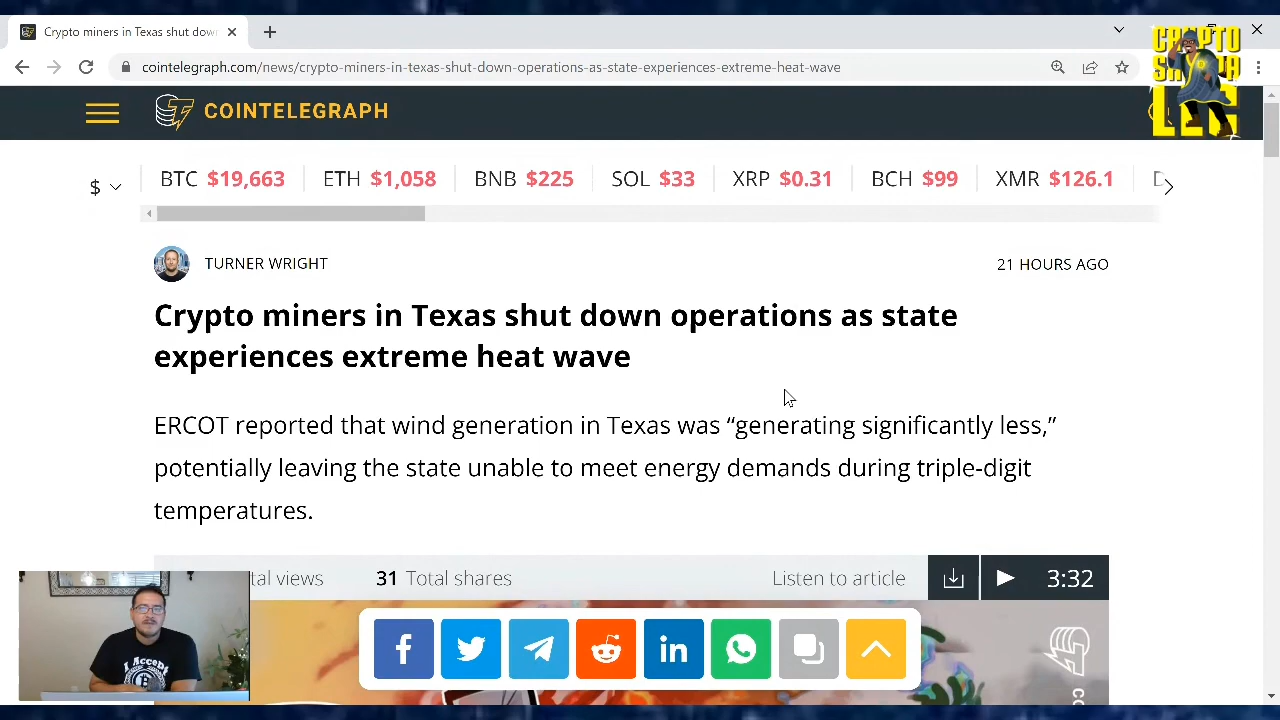 Crypto miners in Texas shut dow
cointelegraph.com/news/crypto-miners-in-texas-shut-down-operations-as-state-experiences-extreme-heat-wave
CRYPTO
LEO
COINTELEGRAPH
$ BTC $19,663 ETH $1,058 BNB $225 SOL $33 XRP $0.31 BCH $99 XMR $126.1
TURNER WRIGHT 21 HOURS AGO
Crypto miners in Texas shut down operations as state
experiences extreme heat wave
ERCOT reported that wind generation in Texas was “generating significantly less,”
potentially leaving the state unable to meet energy demands during triple-digit
temperatures.
tal views 31 Total shares Listen article 3:32
I Accept